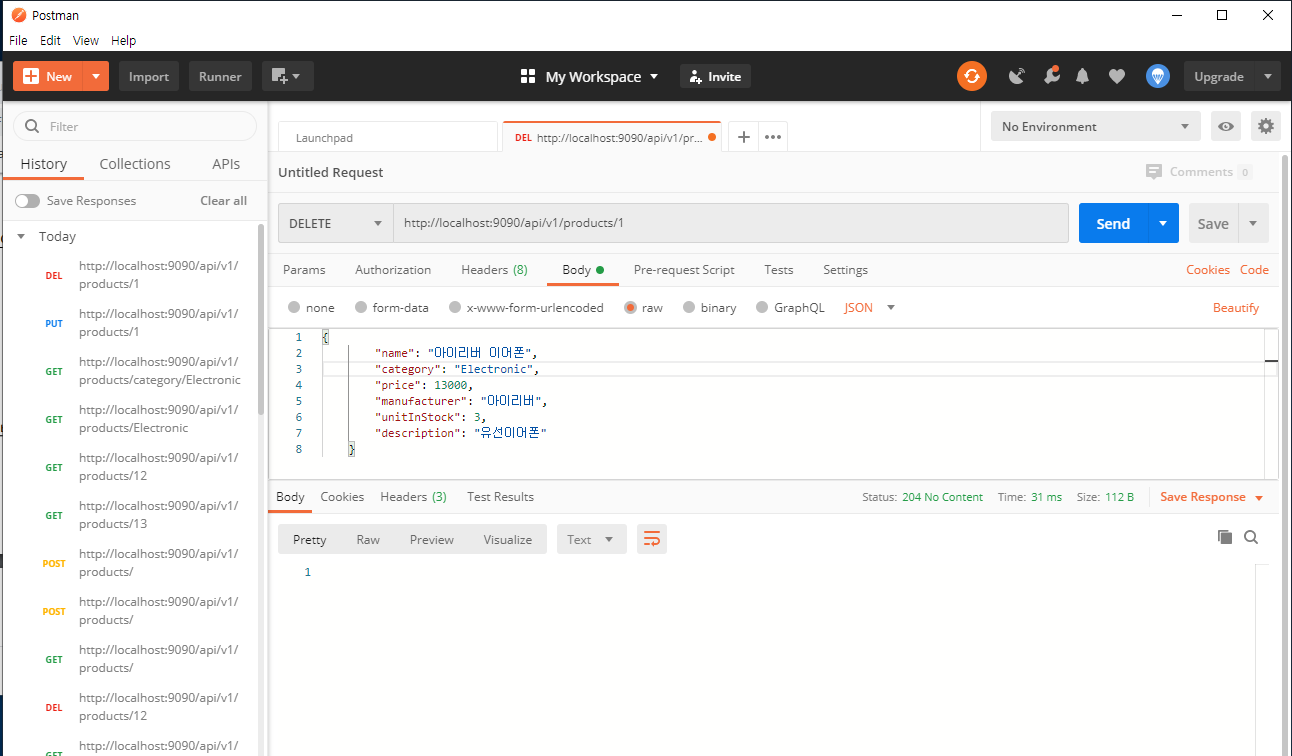 Postman
File Edit View Help
New Import Runner My Workspace Invite Upgrade
Filter
History Collections APIs
Save Responses Clear all
Today
DEL http://localhost:9090/api/v1/
products/1
PUT http://localhost:9090/api/v1/
products/1
GET http://localhost:9090/api/v1/
products/category/Electronic
GET http://localhost:9090/api/v1/
products/Electronic
GET http://localhost:9090/api/v1/
products/12
GET http://localhost:9090/api/v1/
products/13
POST http://localhost:9090/api/v1/
products/
POST http://localhost:9090/api/v1/
products/
GET http://localhost:9090/api/v1/
products/
DEL http://localhost:9090/api/v1/
products/12
GET http://localhost:9090/api/v1/
Launchpad DEL http://localhost:9090/api/v1/pr... + ••• No Environment
Untitled Request Comments 0
DELETE http://localhost:9090/api/v1/products/1 Send Save
Params Authorization Headers (8) Body Pre-request Script Tests Settings Cookies Code
none form-data x-www-form-urlencoded raw binary GraphQL JSON Beautify
1 {
2 "name": "아이리버 이어폰",
3 "category": "Electronic",
4 "price": 13000,
5 "manufacturer": "아이리버",
6 "unitInStock": 3,
7 "description": "유선이어폰"
8 }
Body Cookies Headers (3) Test Results Status: 204 No Content Time: 31 ms Size: 112 B Save Response
Pretty Raw Preview Visualize Text
1